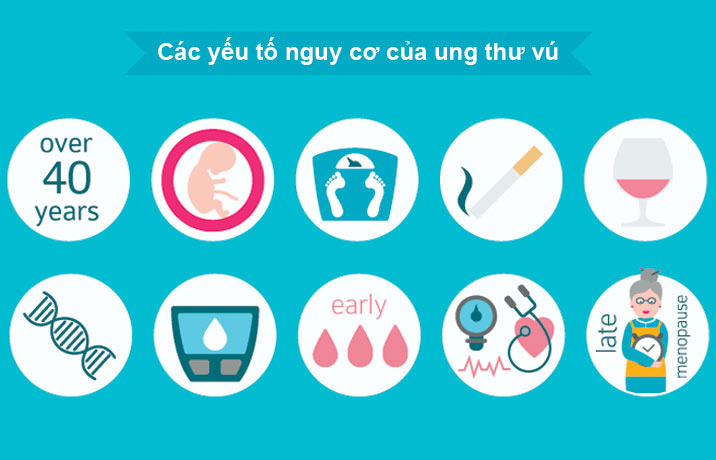 Các yếu tố nguy cơ của ung thư vú
over
40
years
early
late
menopause